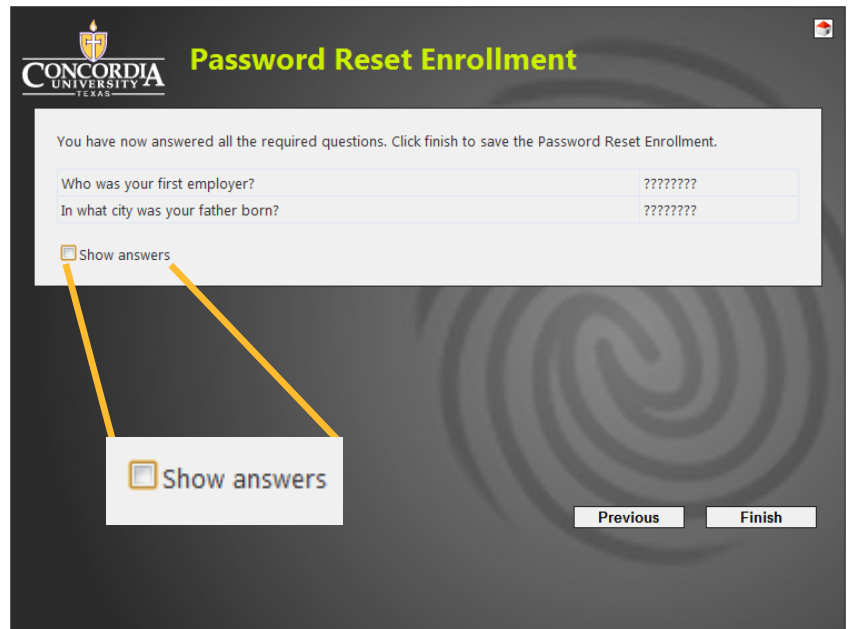 CONCORDIA
UNIVERSITY
TEXAS
Password Reset Enrollment
You have now answered all the required questions. Click finish to save the Password Reset Enrollment.
Who was your first employer? ????????
In what city was your father born? ????????
Show answers
Show answers
Previous Finish